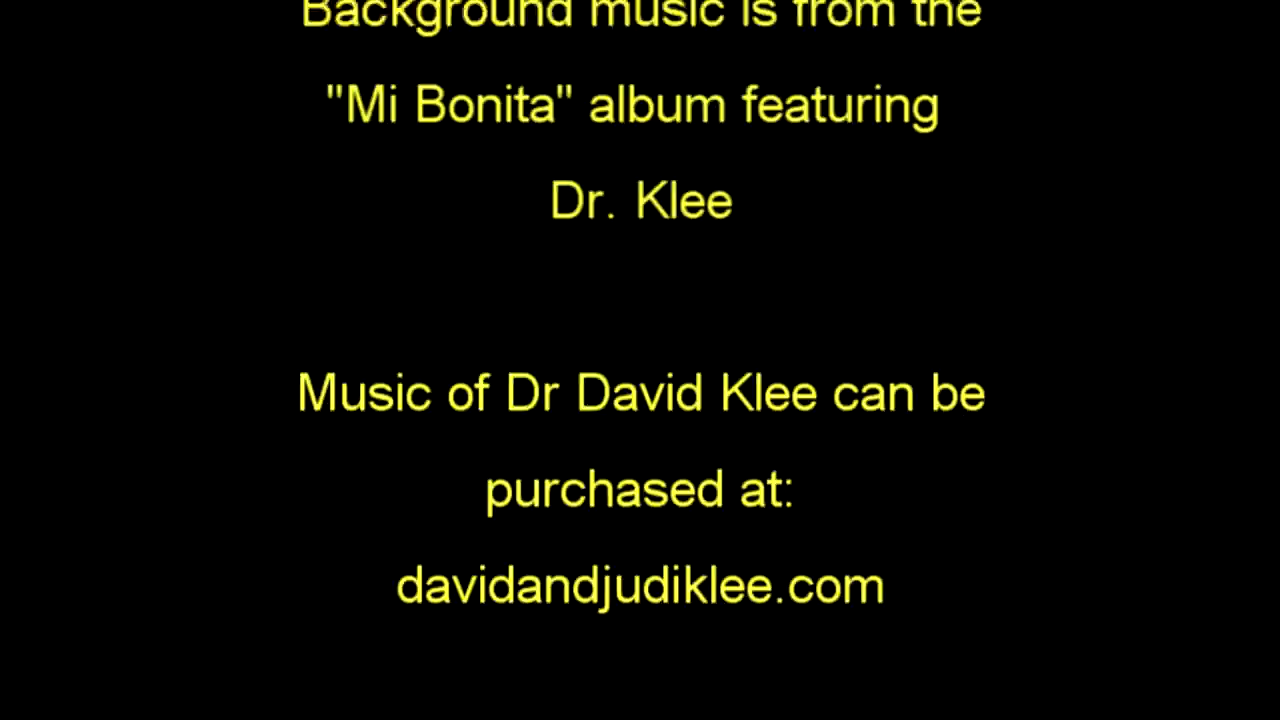 Background music is from the
"Mi Bonita" album featuring
Dr. Klee
Music of Dr David Klee can be
purchased at:
davidandjudiklee.com